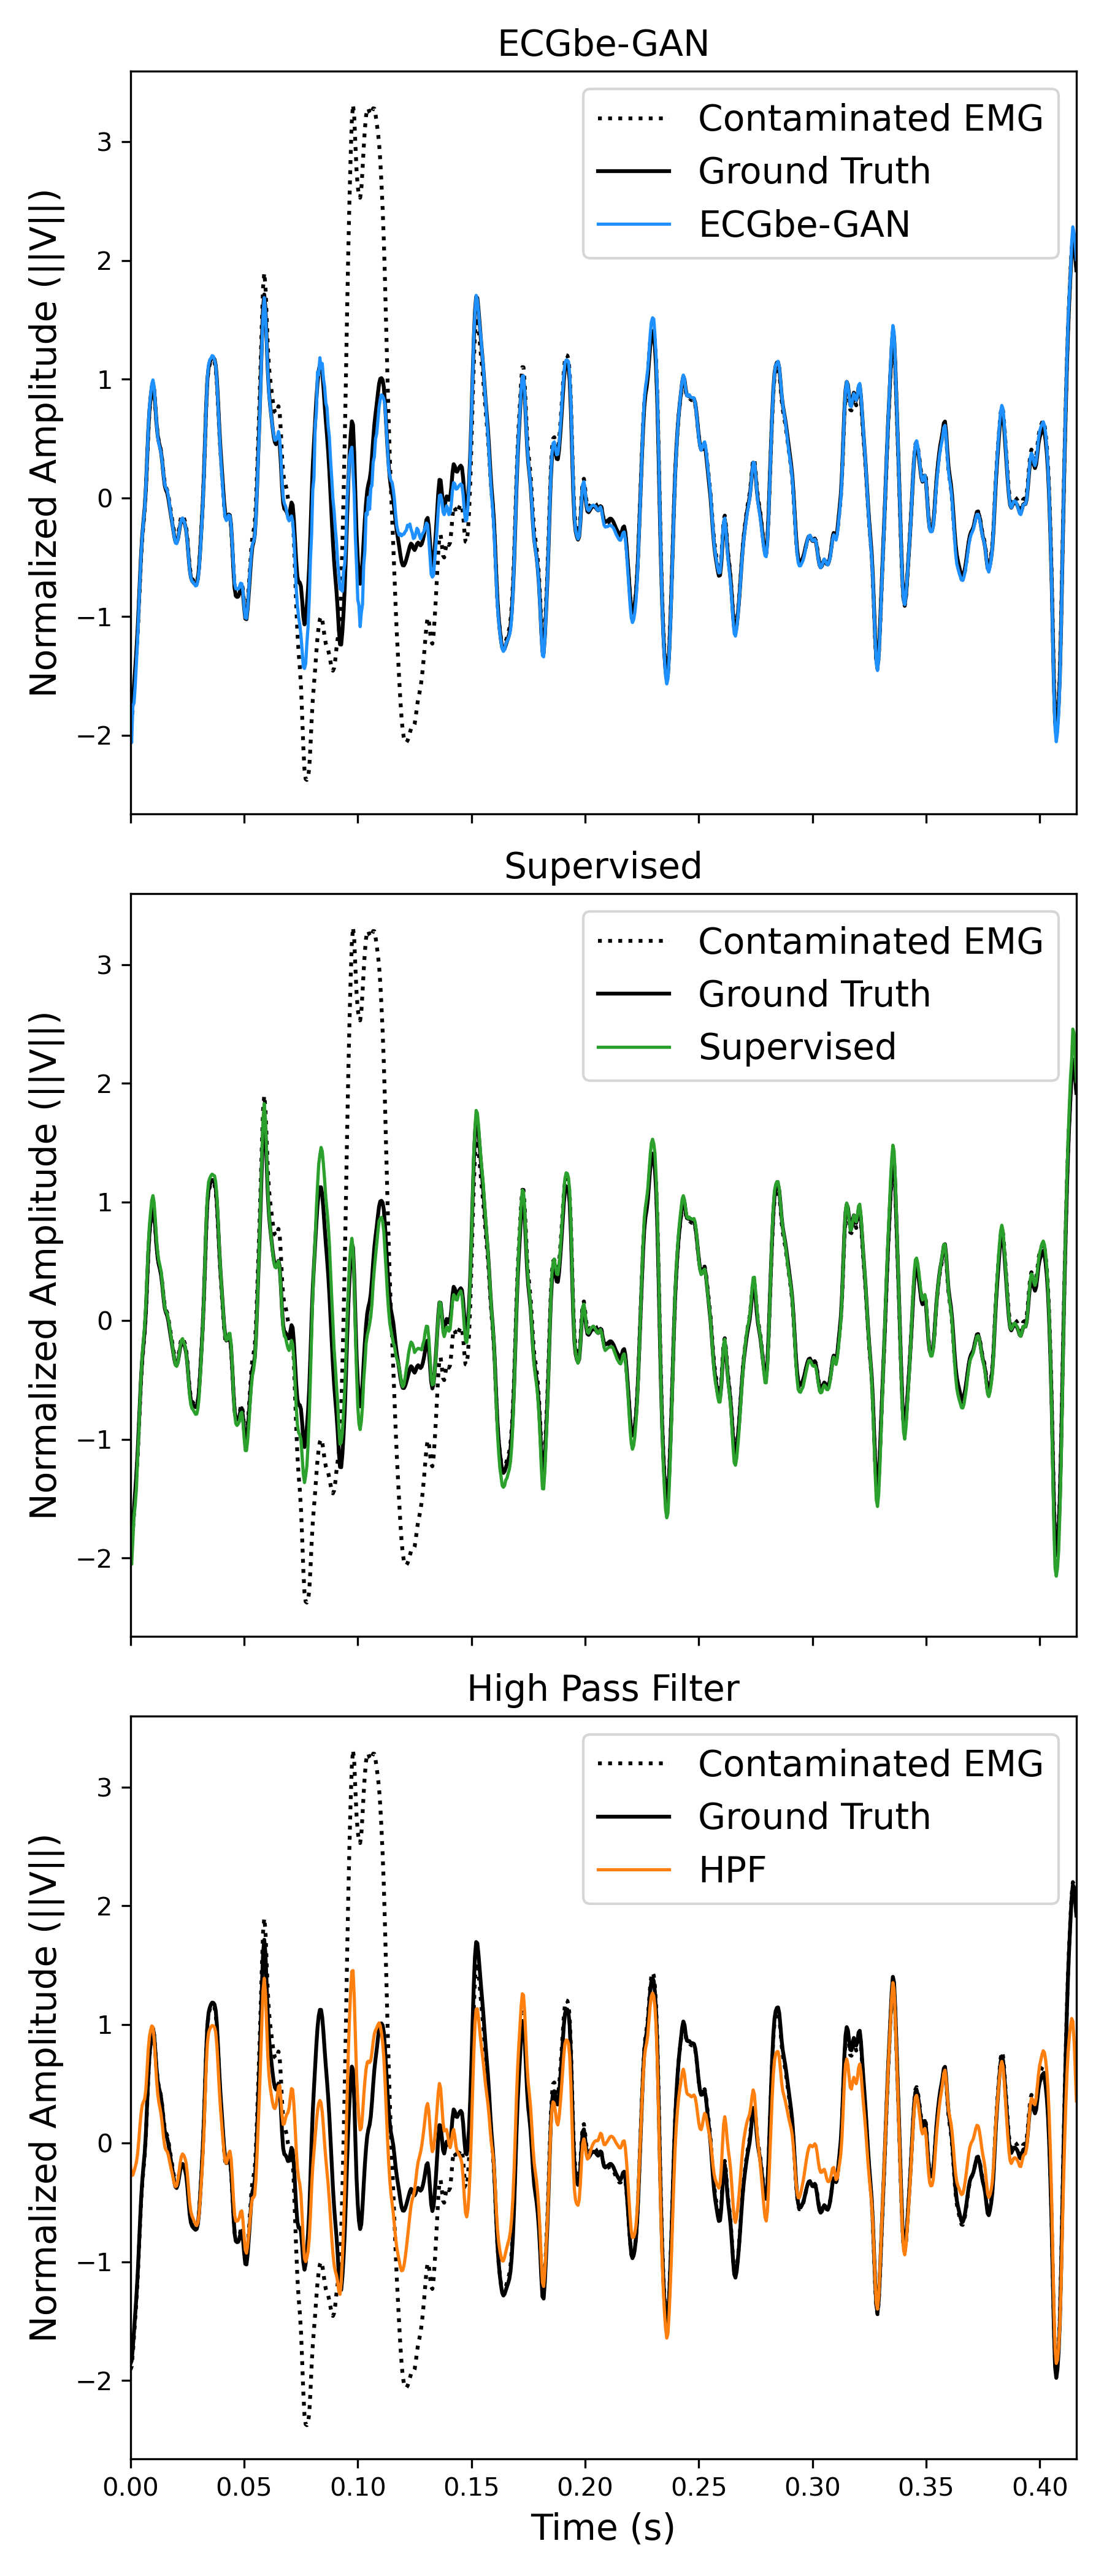 ECGbe-GAN
Normalized Amplitude (||V||)
3
2
1
0
−1
−2
Contaminated EMG
Ground Truth
ECGbe-GAN
Supervised
Normalized Amplitude (||V||)
3
2
1
0
−1
−2
Contaminated EMG
Ground Truth
Supervised
High Pass Filter
Normalized Amplitude (||V||)
3
2
1
0
−1
−2
Contaminated EMG
Ground Truth
HPF
0.00 0.05 0.10 0.15 0.20 0.25 0.30 0.35 0.40
Time (s)